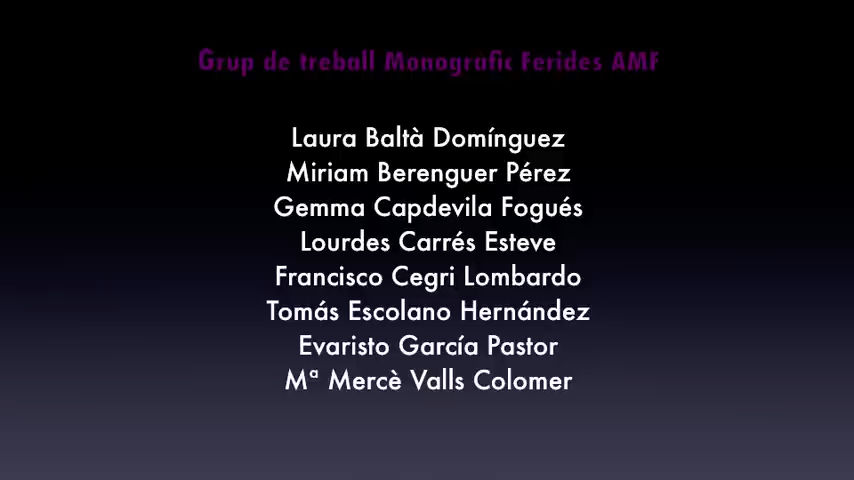 Grup de treball Monografic Ferides AMF
Laura Baltà Domínguez
Miriam Berenguer Pérez
Gemma Capdevila Fogués
Lourdes Carrés Esteve
Francisco Cegri Lombardo
Tomás Escolano Hernández
Evaristo García Pastor
Mª Mercè Valls Colomer